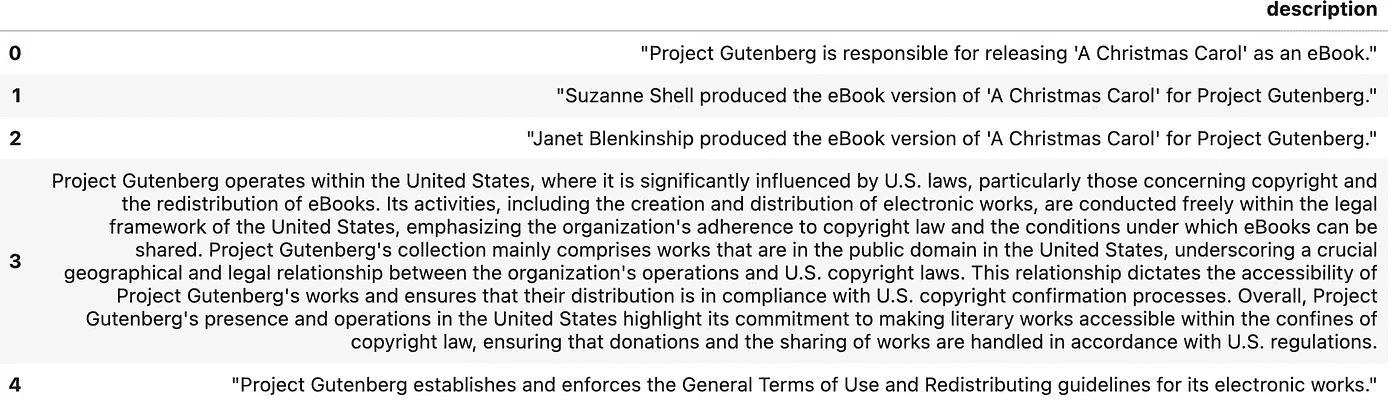 description
0 "Project Gutenberg is responsible for releasing 'A Christmas Carol' as an eBook."
1 "Suzanne Shell produced the eBook version of 'A Christmas Carol' for Project Gutenberg."
2 "Janet Blenkinship produced the eBook version of 'A Christmas Carol' for Project Gutenberg."
Project Gutenberg operates within the United States, where it is significantly influenced by U.S. laws, particularly those concerning copyright and
the redistribution of eBooks. Its activities, including the creation and distribution of electronic works, are conducted freely within the legal
framework of the United States, emphasizing the organization's adherence to copyright law and the conditions under which eBooks can be
shared. Project Gutenberg's collection mainly comprises works that are in the public domain in the United States, underscoring a crucial
3 geographical and legal relationship between the organization's operations and U.S. copyright laws. This relationship dictates the accessibility of
Project Gutenberg's works and ensures that their distribution is in compliance with U.S. copyright confirmation processes. Overall, Project
Gutenberg's presence and operations in the United States highlight its commitment to making literary works accessible within the confines of
copyright law, ensuring that donations and the sharing of works are handled in accordance with U.S. regulations.
4 "Project Gutenberg establishes and enforces the General Terms of Use and Redistributing guidelines for its electronic works."